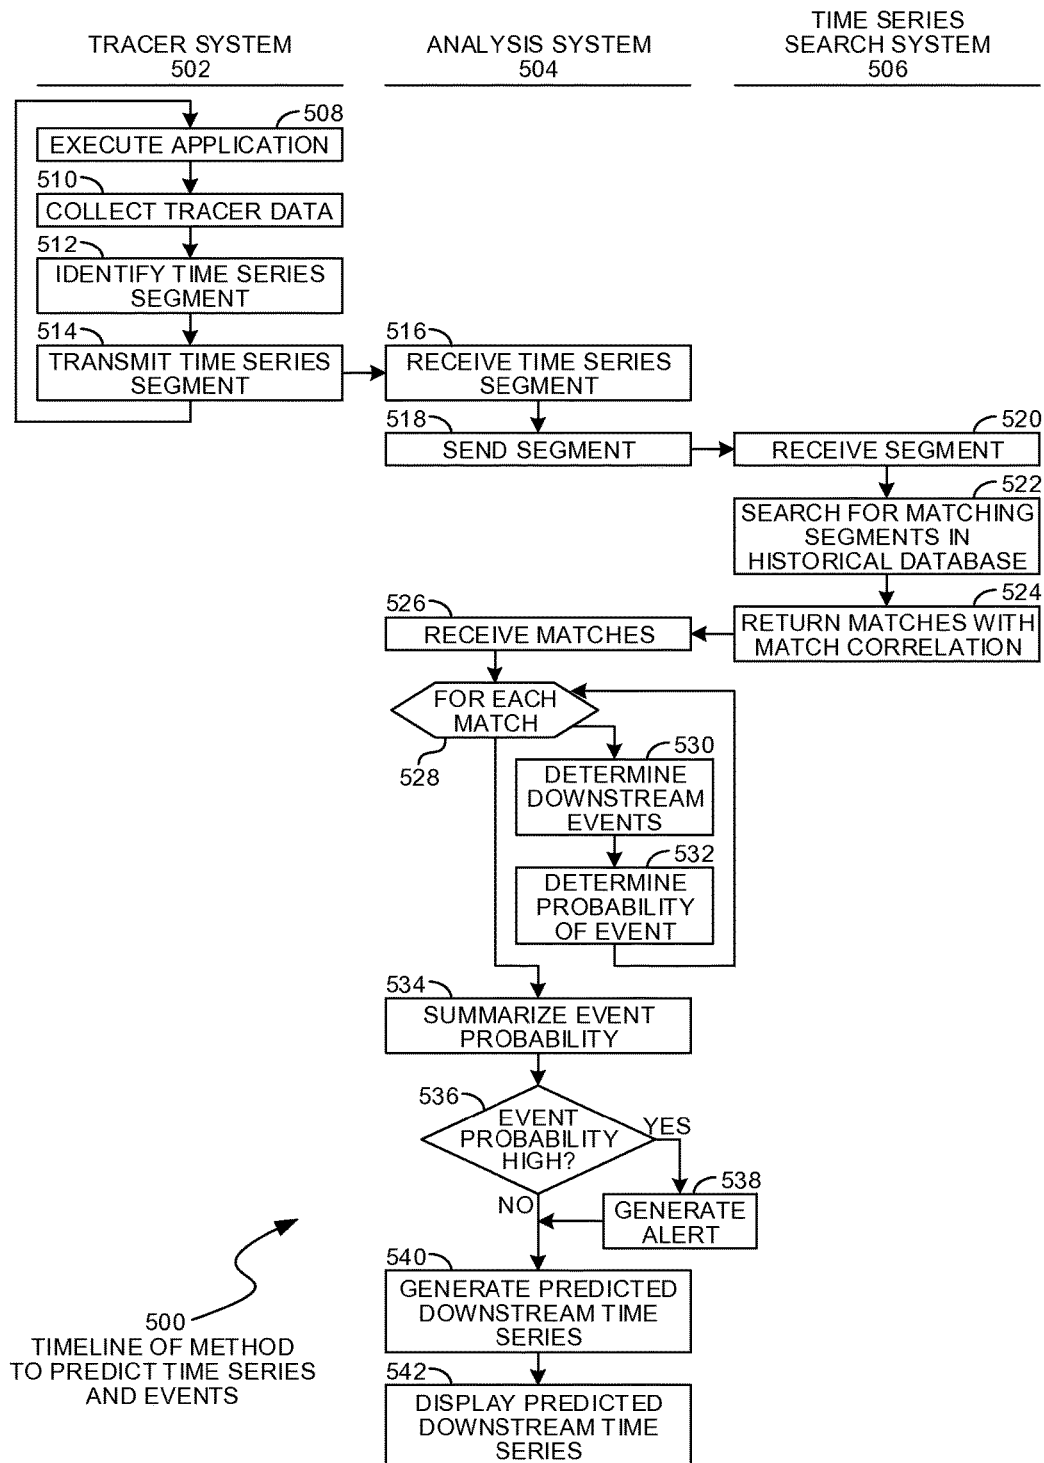 TRACER SYSTEM
502
ANALYSIS SYSTEM
504
TIME SERIES
SEARCH SYSTEM
506
508
EXECUTE APPLICATION
510
COLLECT TRACER DATA
512
IDENTIFY TIME SERIES
SEGMENT
514
TRANSMIT TIME SERIES
SEGMENT
516
RECEIVE TIME SERIES
SEGMENT
518
SEND SEGMENT
520
RECEIVE SEGMENT
522
SEARCH FOR MATCHING
SEGMENTS IN
HISTORICAL DATABASE
524
RETURN MATCHES WITH
MATCH CORRELATION
526
RECEIVE MATCHES
FOR EACH
MATCH
528
530
DETERMINE
DOWNSTREAM
EVENTS
532
DETERMINE
PROBABILITY
OF EVENT
534
SUMMARIZE EVENT
PROBABILITY
536
EVENT
PROBABILITY
HIGH?
YES
NO
538
GENERATE
ALERT
540
GENERATE PREDICTED
DOWNSTREAM TIME
SERIES
542
DISPLAY PREDICTED
DOWNSTREAM TIME
SERIES
500
TIMELINE OF METHOD
TO PREDICT TIME SERIES
AND EVENTS